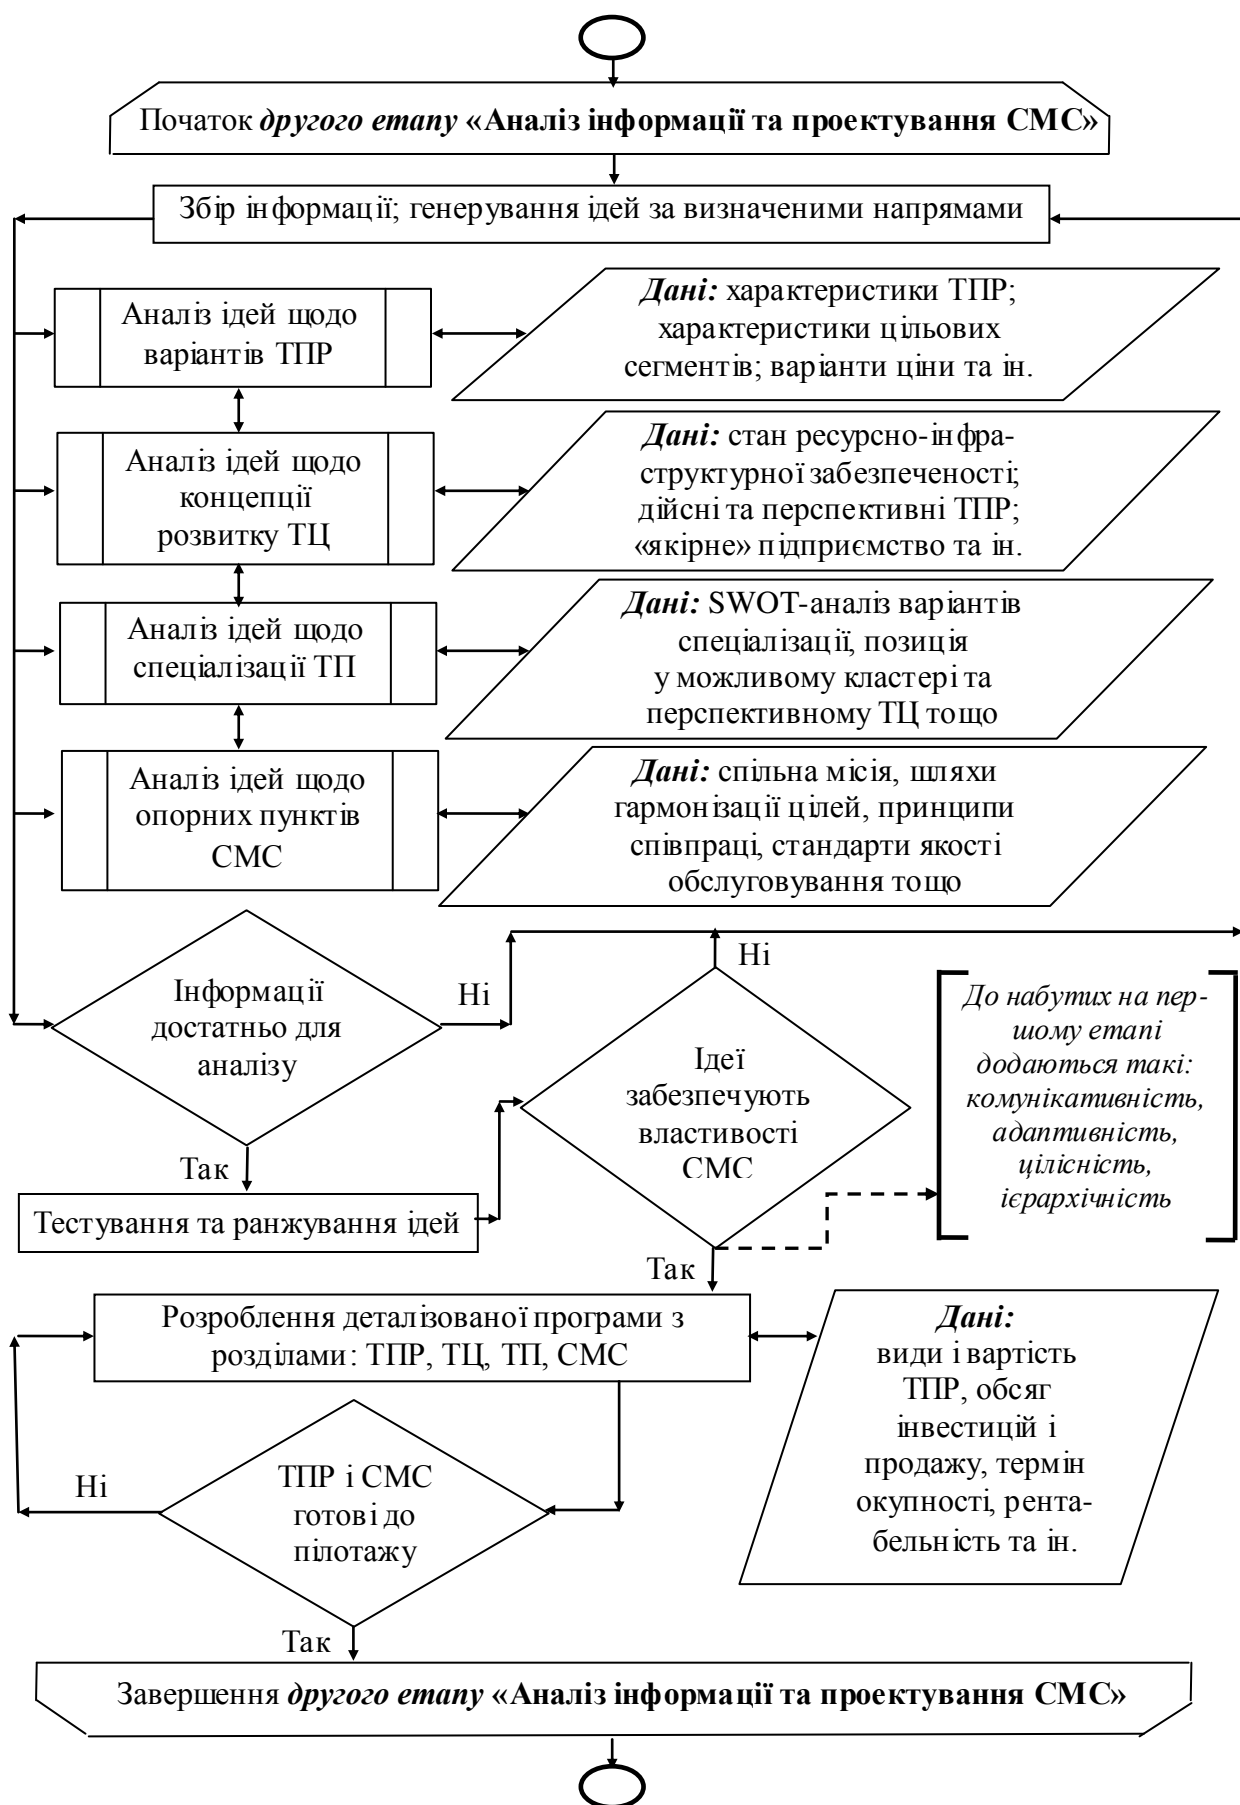 Початок другого етапу «Аналіз інформації та проектування СМС»
Збір інформації; генерування ідей за визначеними напрямами
Аналіз ідей щодо
варіантів ТПР
Дані: характеристики ТПР;
характеристики цільових
сегментів; варіанти ціни та ін.
Аналіз ідей щодо
концепції
розвитку ТЦ
Дані: стан ресурсно-інфра-
структурної забезпеченості;
дійсні та перспективні ТПР;
«якірне» підприємство та ін.
Аналіз ідей щодо
спеціалізації ТП
Дані: SWOT-аналіз варіантів
спеціалізації, позиція
у можливому кластері та
перспективному ТЦ тощо
Аналіз ідей щодо
опорних пунктів
СМС
Дані: спільна місія, шляхи
гармонізації цілей, принципи
співпраці, стандарти якості
обслуговування тощо
Інформації
достатньо для
аналізу
Ні
Ні
Ідеї
забезпечують
властивості
СМС
До набутих на пер-
шому етапі
додаються такі:
комунікативність,
адаптивність,
цілісність,
ієрархічність
Так
Тестування та ранжування ідей
Так
Розроблення деталізованої програми з
розділами: ТПР, ТЦ, ТП, СМС
Дані:
види і вартість
ТПР, обсяг
інвестицій і
продажу, термін
окупності, рента-
бельність та ін.
Ні
ТПР і СМС
готові до
пілотажу
Так
Завершення другого етапу «Аналіз інформації та проектування СМС»